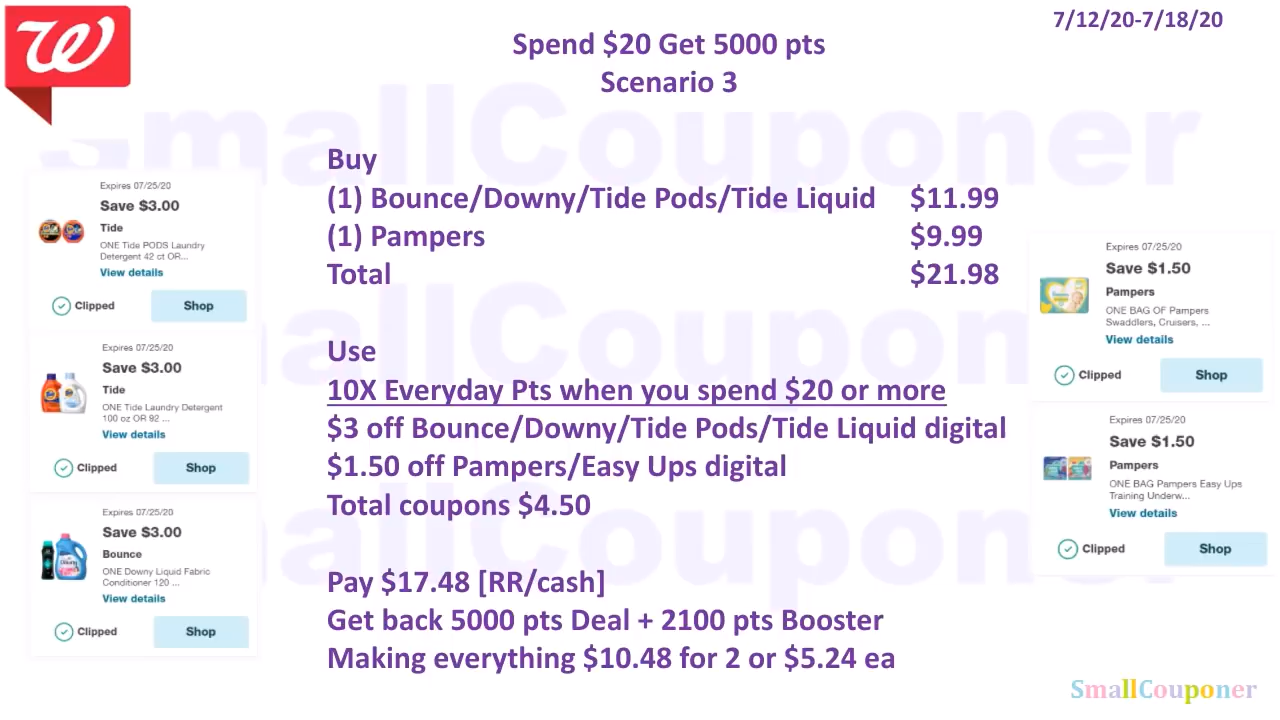 7/12/20-7/18/20
Spend $20 Get 5000 pts
Scenario 3
SmallCouponer
Buy
(1) Bounce/Downy/Tide Pods/Tide Liquid $11.99
(1) Pampers $9.99
Total $21.98
Use
10X Everyday Pts when you spend $20 or more
$3 off Bounce/Downy/Tide Pods/Tide Liquid digital
$1.50 off Pampers/Easy Ups digital
Total coupons $4.50
Pay $17.48 [RR/cash]
Get back 5000 pts Deal + 2100 pts Booster
Making everything $10.48 for 2 or $5.24 ea
Expires 07/25/20
Save $3.00
Tide
ONE Tide PODS Laundry
Detergent 42 ct OR...
View details
Clipped Shop
Expires 07/25/20
Save $3.00
Tide
ONE Tide Laundry Detergent
100 oz OR 92 ...
View details
Clipped Shop
Expires 07/25/20
Save $3.00
Bounce
ONE Downy Liquid Fabric
Conditioner 120 ...
View details
Clipped Shop
Expires 07/25/20
Save $1.50
Pampers
ONE BAG OF Pampers
Swaddlers, Cruisers, ...
View details
Clipped Shop
Expires 07/25/20
Save $1.50
Pampers
ONE BAG Pampers Easy Ups
Training Underw...
View details
Clipped Shop
SmallCouponer
SmallCouponer
SmallCouponer